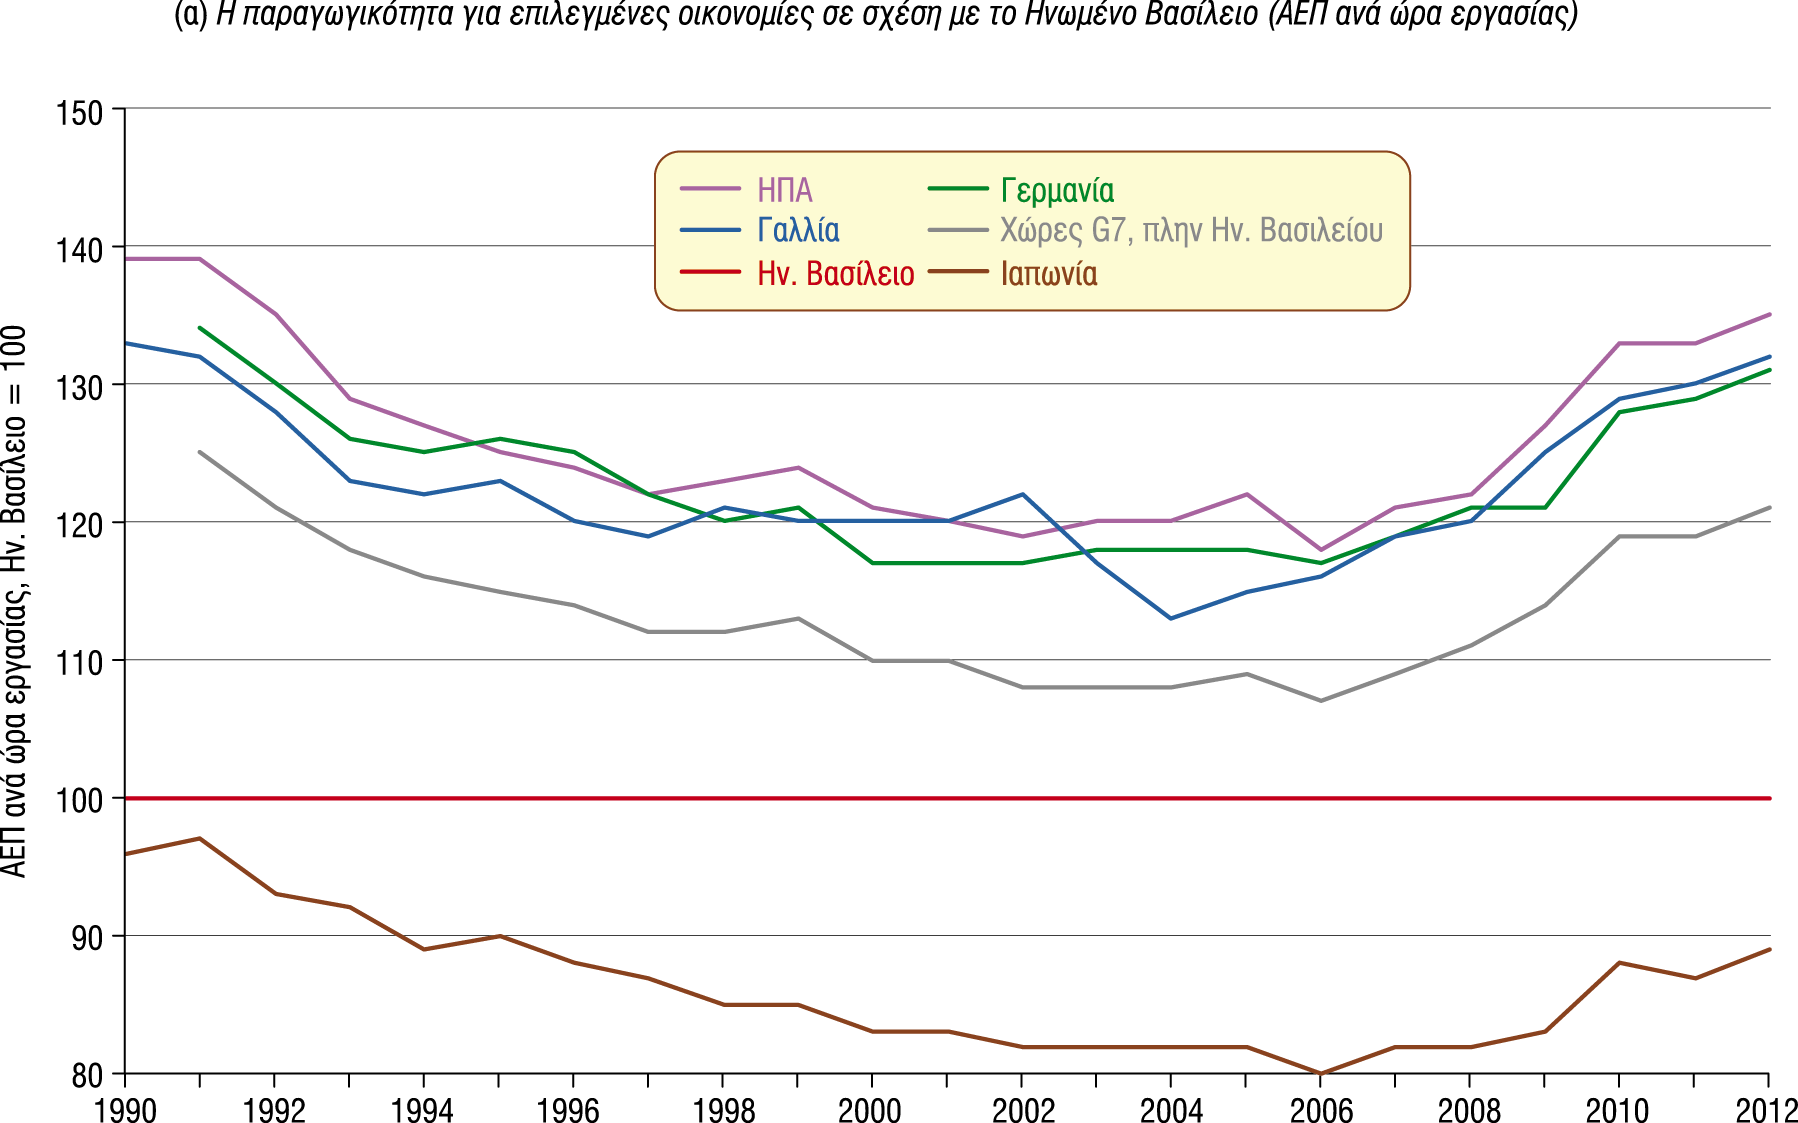 (α) Η παραγωγικότητα για επιλεγμένες οικονομίες σε σχέση με το Ηνωμένο Βασίλειο (ΑΕΠ ανά ώρα εργασίας)
ΑΕΠ ανά ώρα εργασίας, Ην. Βασίλειο = 100
150
140
130
120
110
100
90
80
ΗΠΑ
Γερμανία
Γαλλία
Χώρες G7, πλην Ην. Βασιλείου
Ην. Βασίλειο
Ιαπωνία
1990 1992 1994 1996 1998 2000 2002 2004 2006 2008 2010 2012